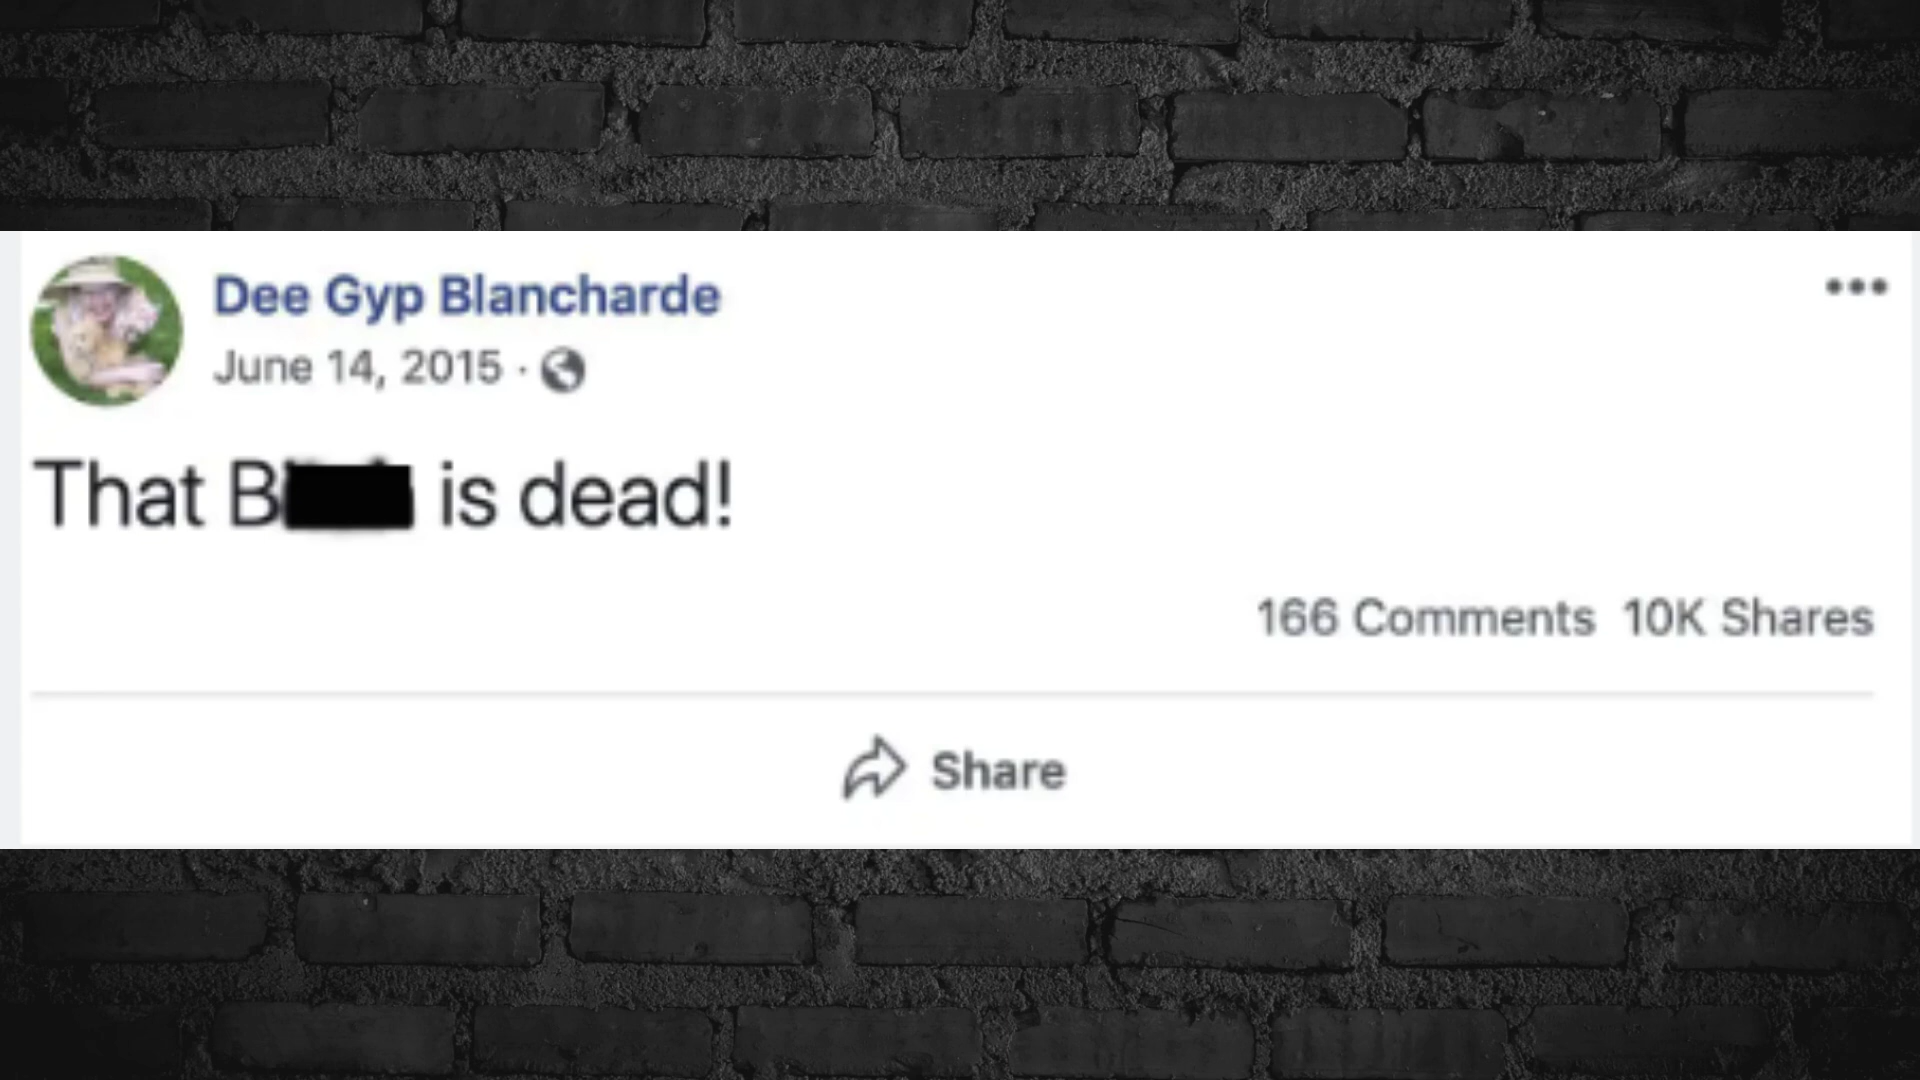 Dee Gyp Blancharde
June 14, 2015 ·
That B is dead!
166 Comments 10K Shares
Share